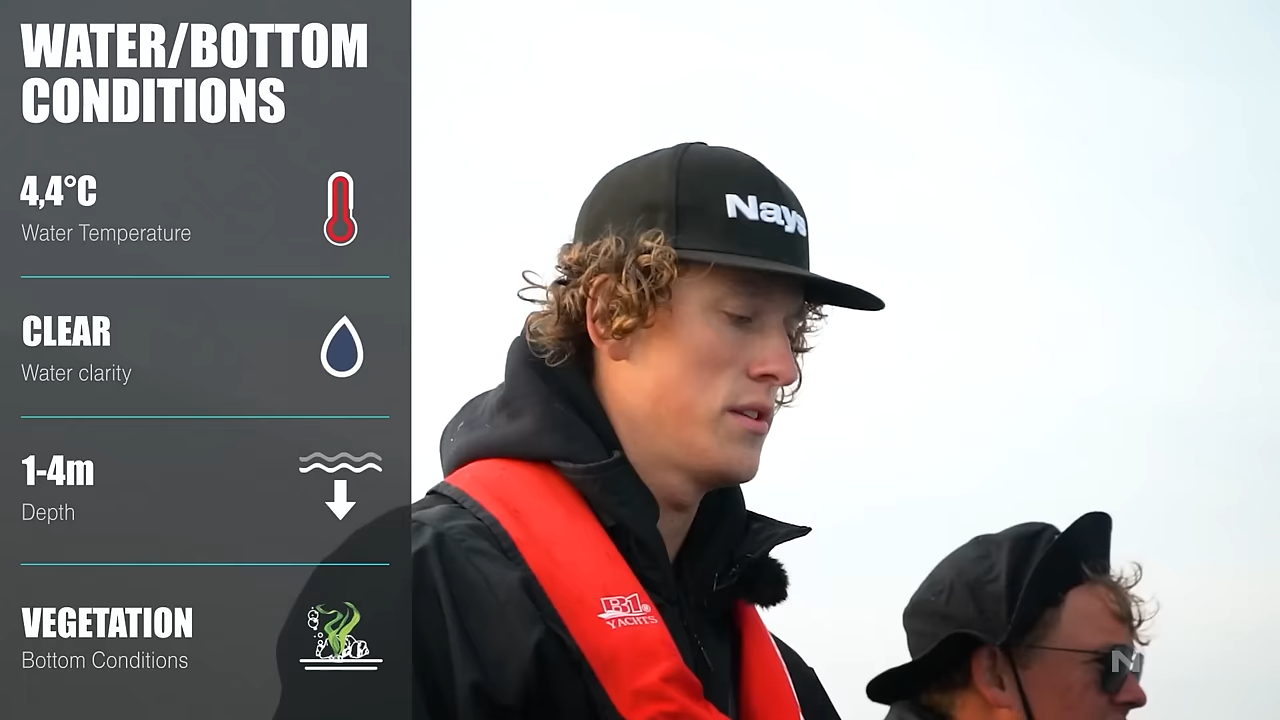 WATER/BOTTOM
CONDITIONS
4,4°C
Water Temperature
CLEAR
Water clarity
1-4m
Depth
VEGETATION
Bottom Conditions
Nays
B1
YACHTS
N